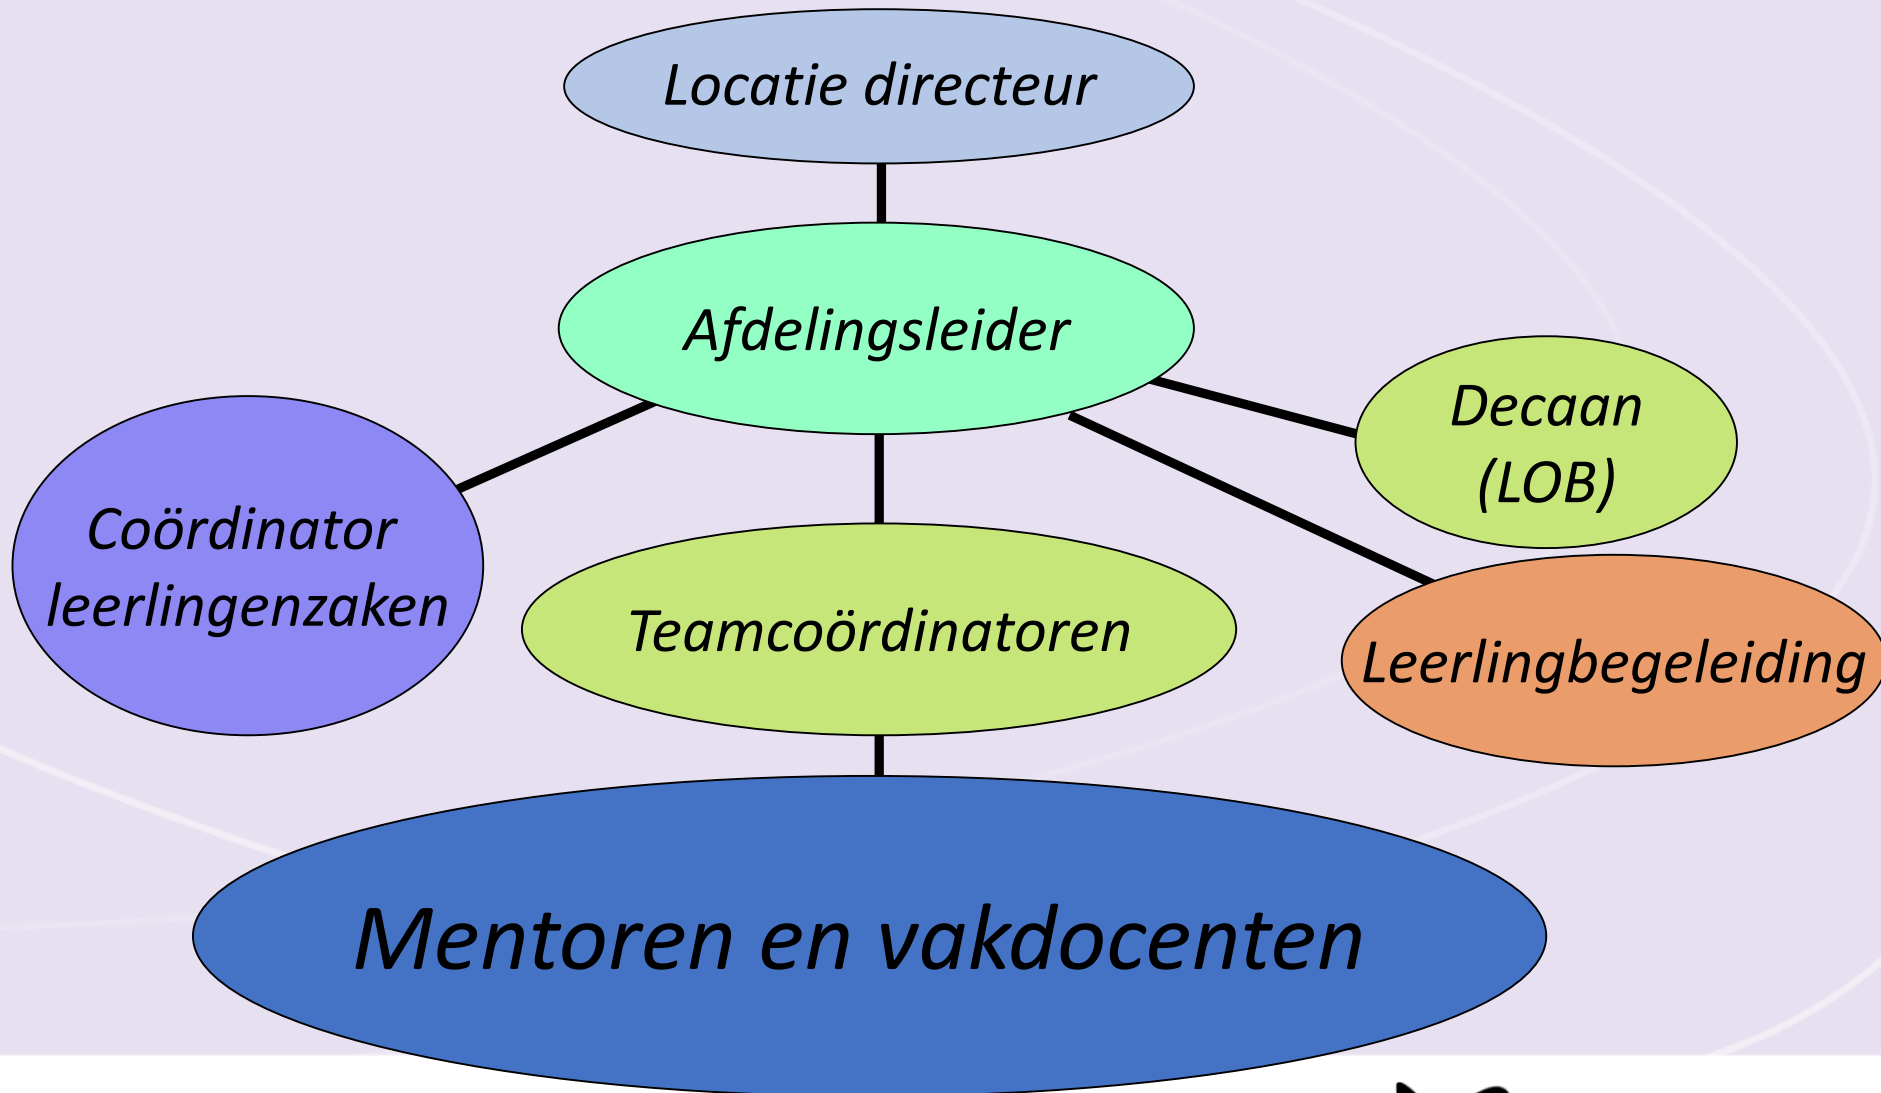 Locatie directeur
Afdelingsleider
Decaan
(LOB)
Coördinator
leerlingenzaken
Teamcoördinatoren
Leerlingbegeleiding
Mentoren en vakdocenten